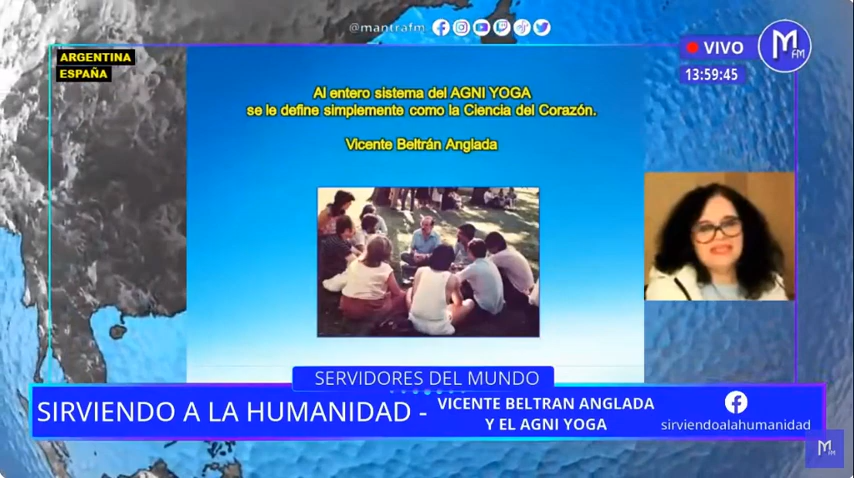 @mantrafm
ARGENTINA
ESPAÑA
VIVO
M FM
13:59:45
Al entero sistema del AGNI YOGA
se le define simplemente como la Ciencia del Corazón.
Vicente Beltrán Anglada
SERVIDORES DEL MUNDO
SIRVIENDO A LA HUMANIDAD -
VICENTE BELTRAN ANGLADA
Y EL AGNI YOGA
sirviendoalahumanidad
M FM